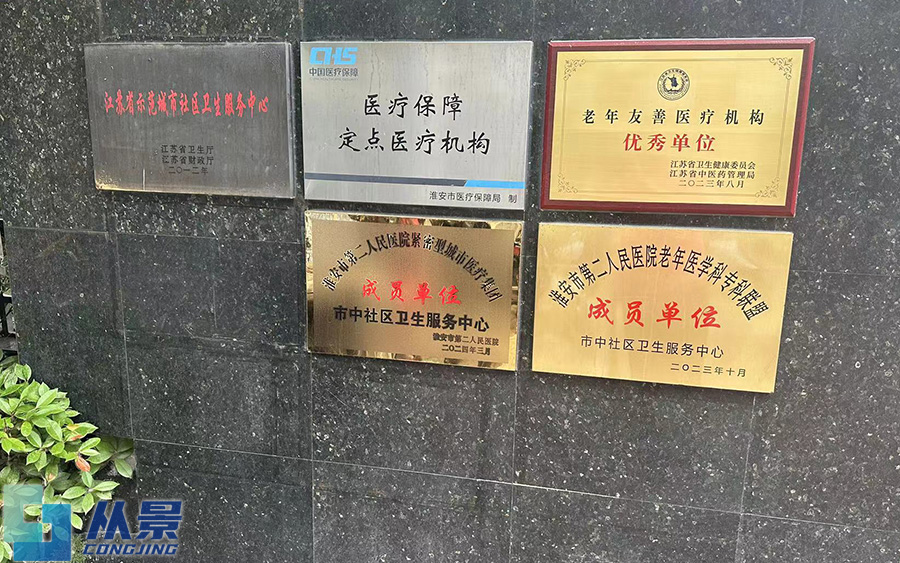 江苏省示范城市社区卫生服务中心
江苏省卫生厅
江苏省财政厅
二〇一二年
CHS
中国医疗保障
医疗保障
定点医疗机构
淮安市医疗保障局 制
老年友善医疗机构
优秀单位
江苏省卫生健康委员会
江苏省中医药管理局
二〇二三年八月
淮安市第二人民医院紧密型城市医疗集团
成员单位
市中社区卫生服务中心
淮安市第二人民医院
二〇二四年三月
淮安市第二人民医院老年医学科专科联盟
成员单位
市中社区卫生服务中心
二〇二三年十月
从景
CONGJING